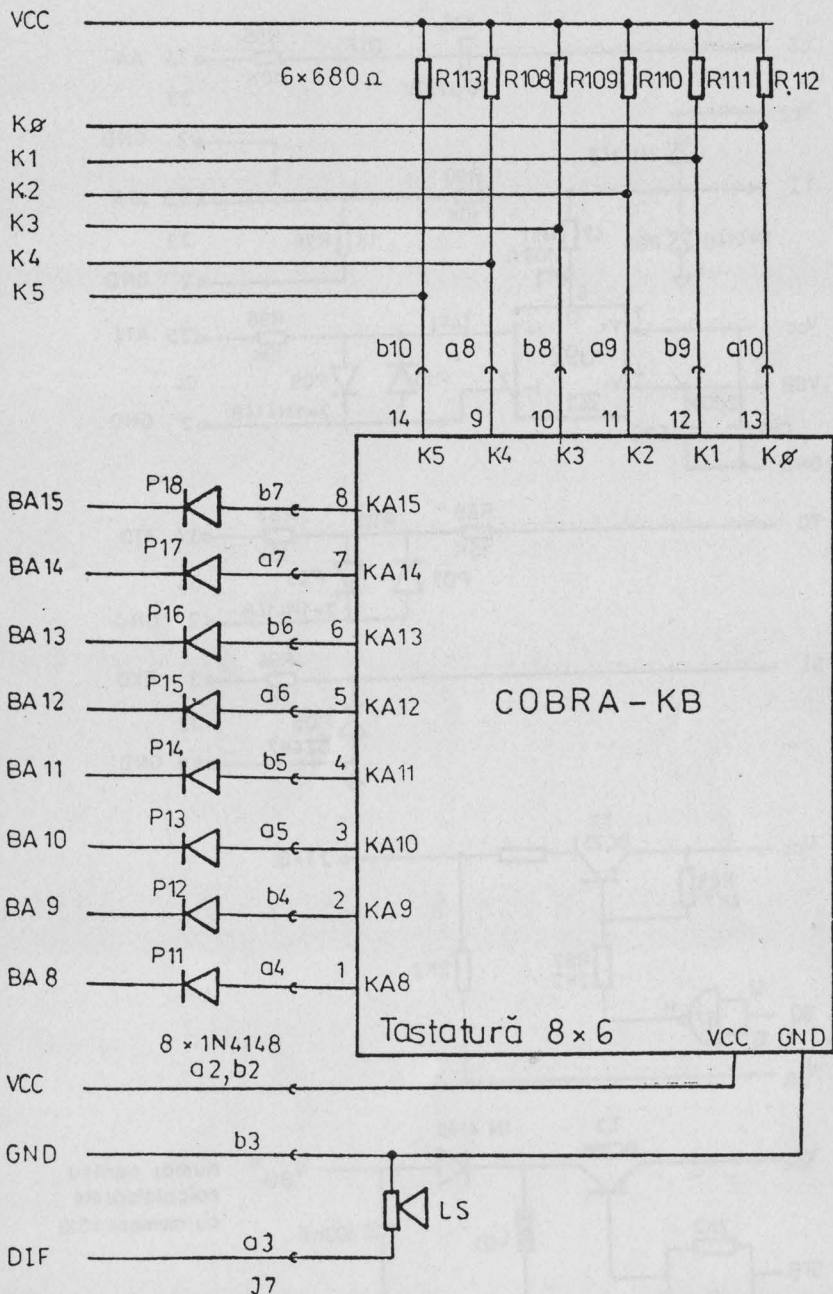 VCC
6×680 Ω R113 R108 R109 R110 R111 R.112
KØ
K1
K2
K3
K4
K5
b10 a8 b8 a9 b9 a10
14 9 10 11 12 13
K5 K4 K3 K2 K1 KØ
BA15 P18 b7 8 KA15
BA14 P17 a7 7 KA14
BA13 P16 b6 6 KA13
BA12 P15 a6 5 KA12
COBRA-KB
BA11 P14 b5 4 KA11
BA10 P13 a5 3 KA10
BA 9 P12 b4 2 KA9
BA 8 P11 a4 1 KA8
Tastatură 8×6
VCC GND
8 × 1N4148
VCC a2,b2
GND b3
LS
DIF a3
J7